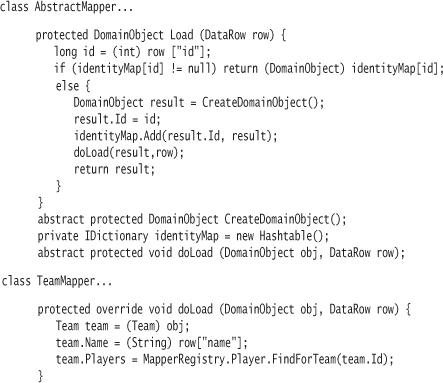 class AbstractMapper...
protected DomainObject Load (DataRow row) {
long id = (int) row ["id"];
if (identityMap[id] != null) return (DomainObject) identityMap[id];
else {
DomainObject result = CreateDomainObject();
result.Id = id;
identityMap.Add(result.Id, result);
doLoad(result,row);
return result;
}
}
abstract protected DomainObject CreateDomainObject();
private IDictionary identityMap = new Hashtable();
abstract protected void doLoad (DomainObject obj, DataRow row);
class TeamMapper...
protected override void doLoad (DomainObject obj, DataRow row) {
Team team = (Team) obj;
team.Name = (String) row["name"];
team.Players = MapperRegistry.Player.FindForTeam(team.Id);
}